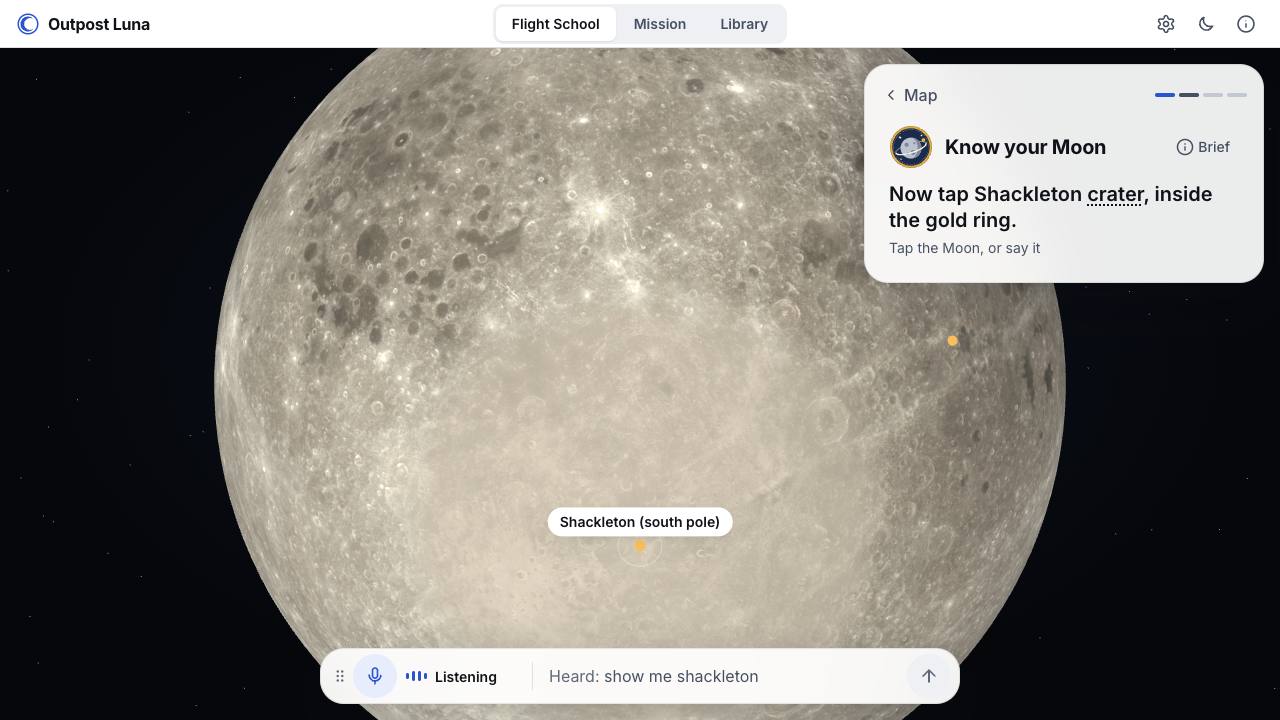 Outpost Luna
Flight School
Mission
Library
Map
Know your Moon
Brief
Now tap Shackleton crater, inside
the gold ring.
Tap the Moon, or say it
Shackleton (south pole)
Listening
Heard: show me shackleton